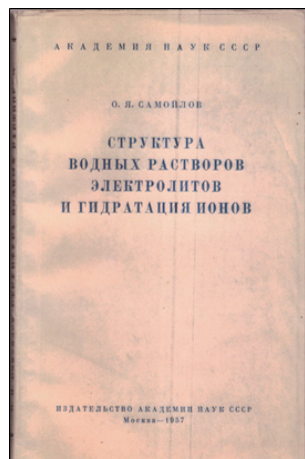 АКАДЕМИЯ НАУК СССР
О. Я. САМОЙЛОВ
СТРУКТУРА
ВОДНЫХ РАСТВОРОВ
ЭЛЕКТРОЛИТОВ
И ГИДРАТАЦИЯ ИОНОВ
ИЗДАТЕЛЬСТВО АКАДЕМИИ НАУК СССР
Москва—1957